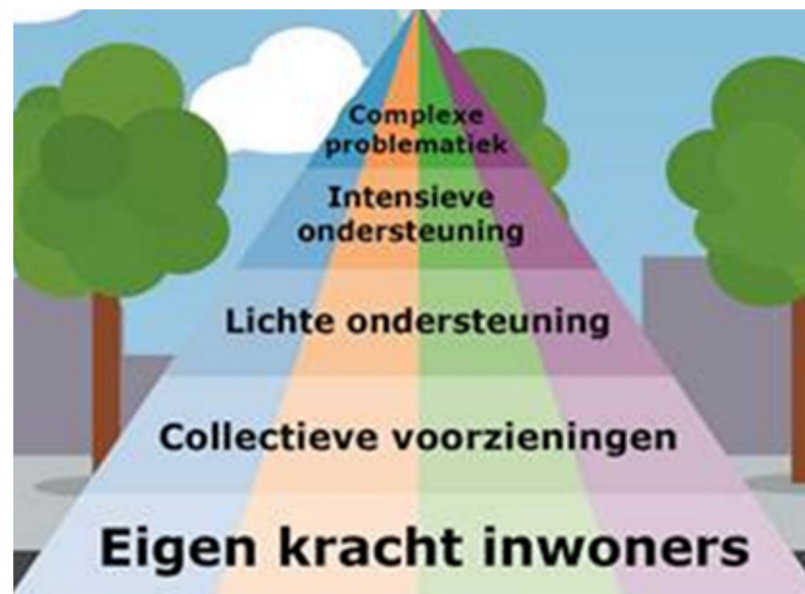 Complexe
problematiek
Intensieve
ondersteuning
Lichte ondersteuning
Collectieve voorzieningen
Eigen kracht inwoners